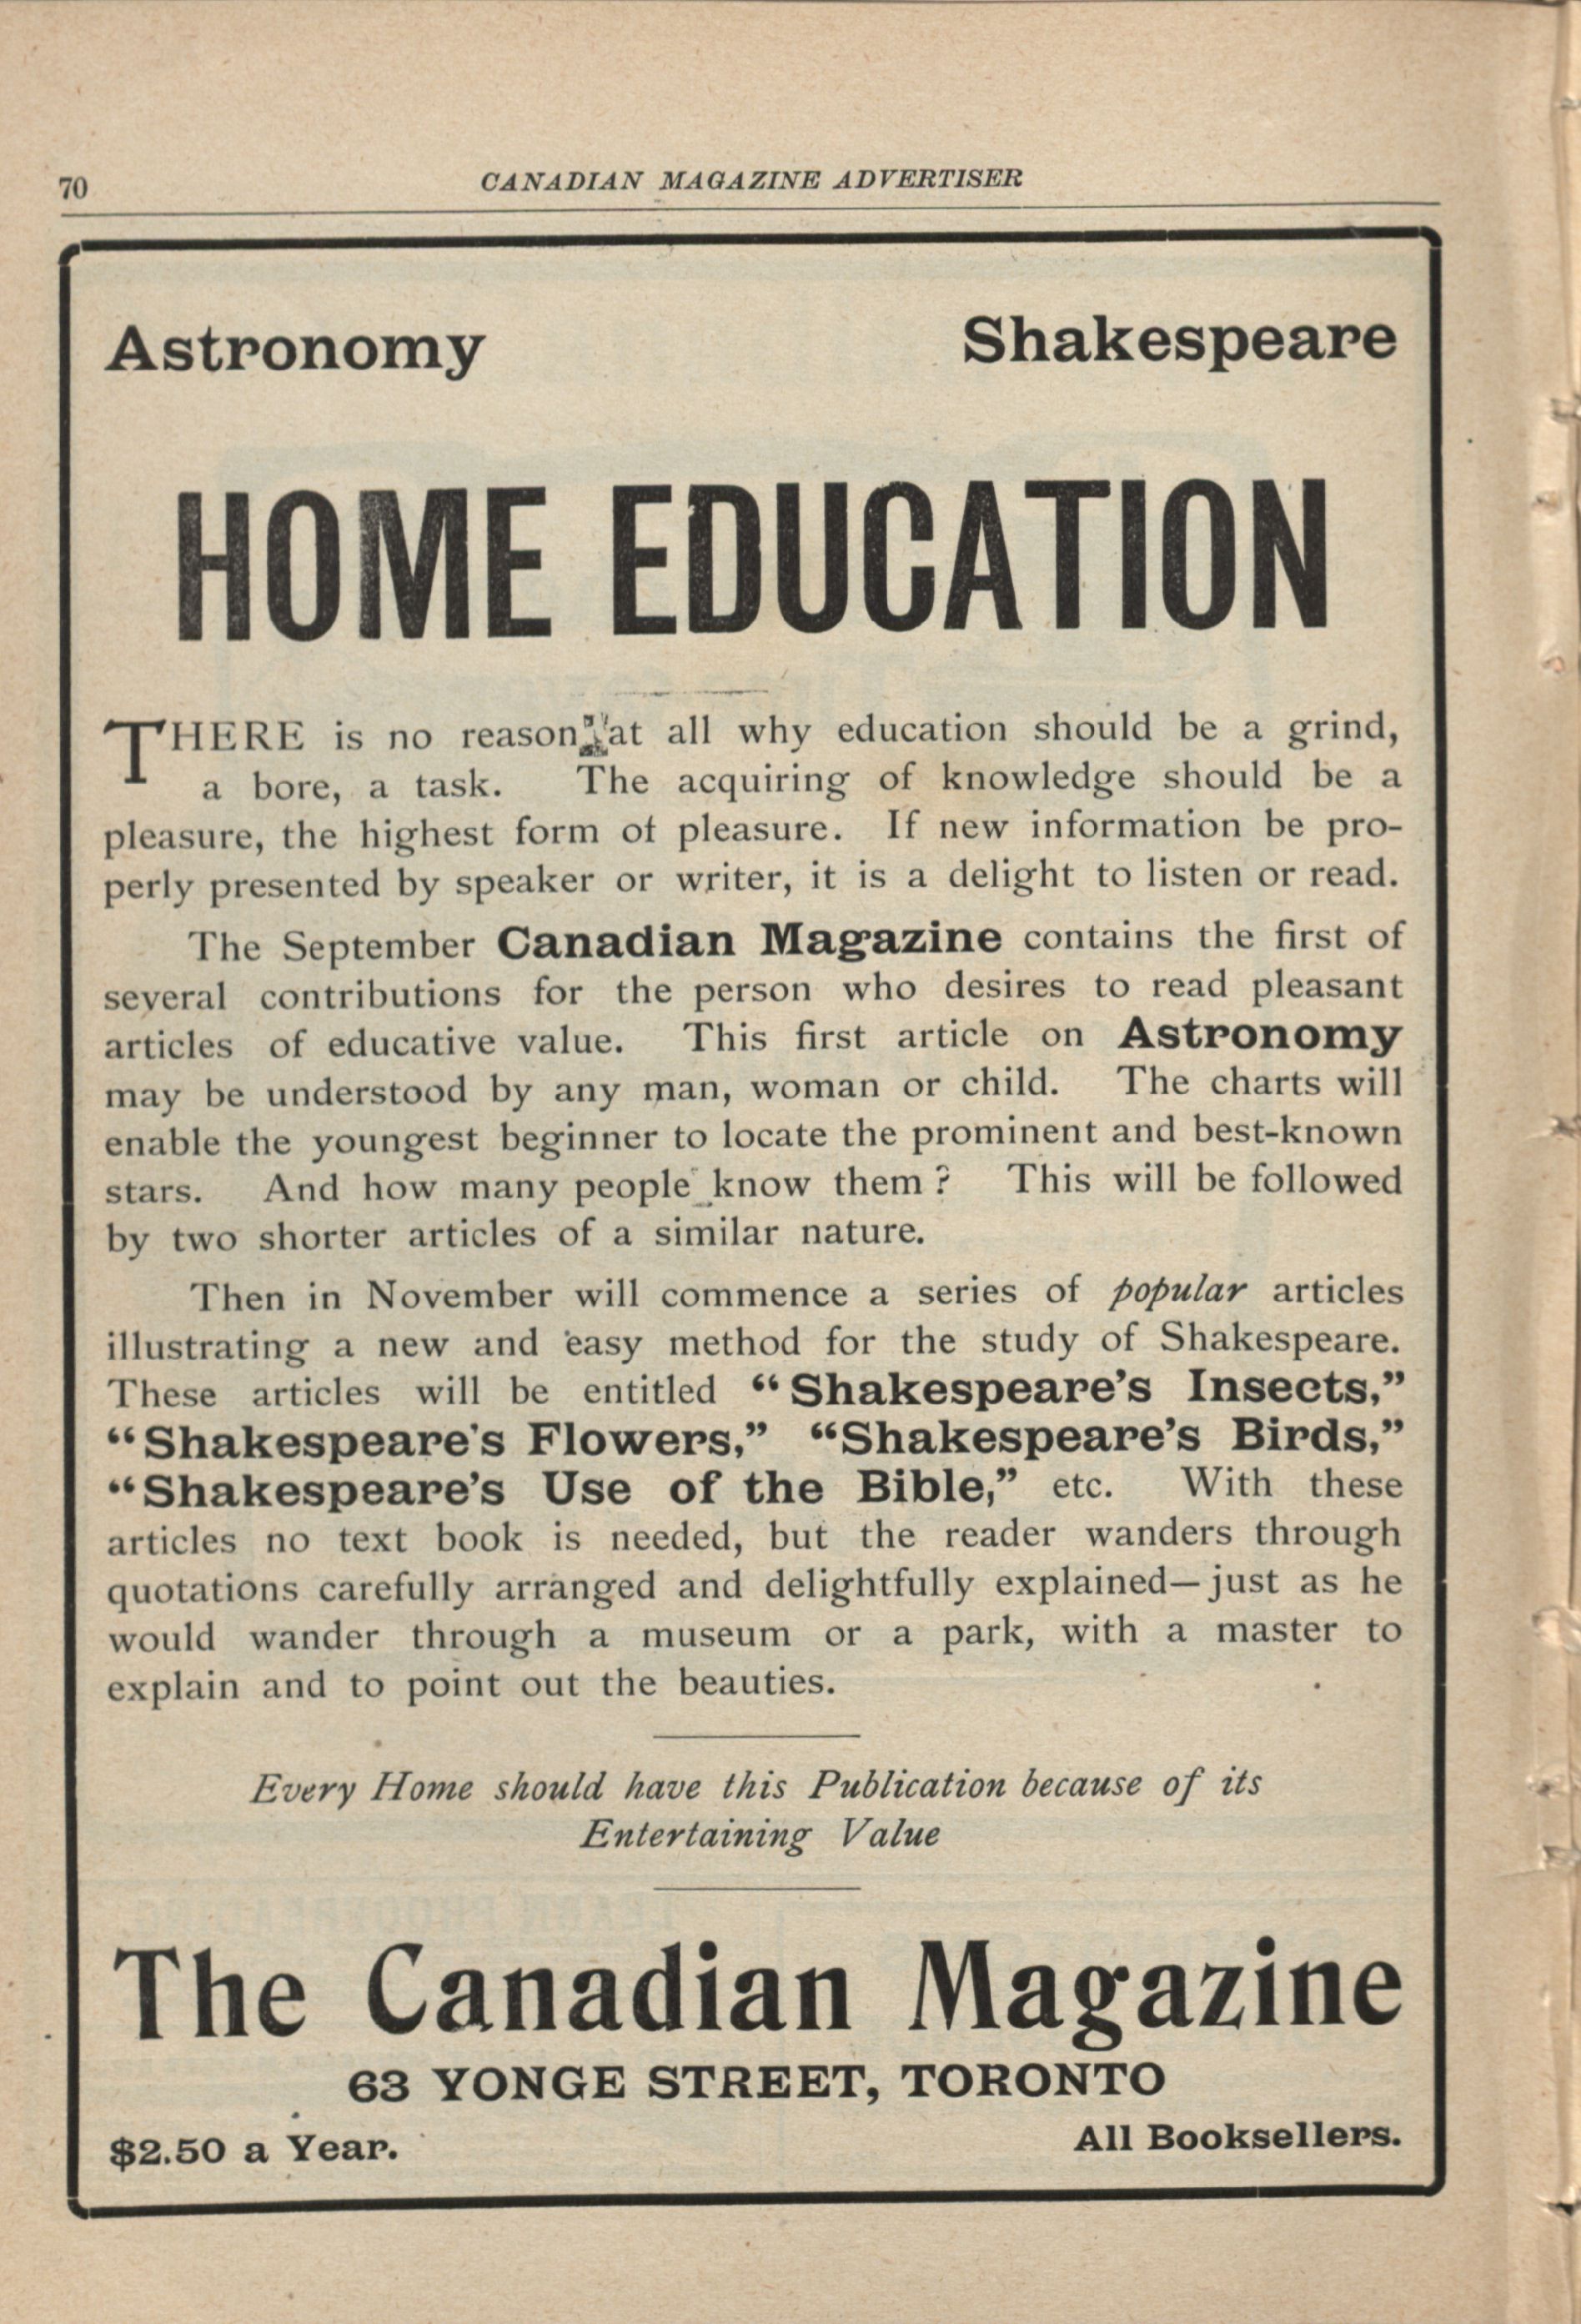 70
CANADIAN MAGAZINE ADVERTISER
Astronomy
Shakespeare
HOME EDUCATION
THERE is no reason at all why education should be a grind,
a bore, a task. The acquiring of knowledge should be a
pleasure, the highest form of pleasure. If new information be pro-
perly presented by speaker or writer, it is a delight to listen or read.
The September Canadian Magazine contains the first of
several contributions for the person who desires to read pleasant
articles of educative value. This first article on Astronomy
may be understood by any man, woman or child. The charts will
enable the youngest beginner to locate the prominent and best-known
stars. And how many people know them? This will be followed
by two shorter articles of a similar nature.
Then in November will commence a series of popular articles
illustrating a new and easy method for the study of Shakespeare.
These articles will be entitled “Shakespeare's Insects,”
“Shakespeare's Flowers,” “Shakespeare's Birds,”
“Shakespeare's Use of the Bible,” etc. With these
articles no text book is needed, but the reader wanders through
quotations carefully arranged and delightfully explained—just as he
would wander through a museum or a park, with a master to
explain and to point out the beauties.
Every Home should have this Publication because of its
Entertaining Value
The Canadian Magazine
63 YONGE STREET, TORONTO
$2.50 a Year.
All Booksellers.